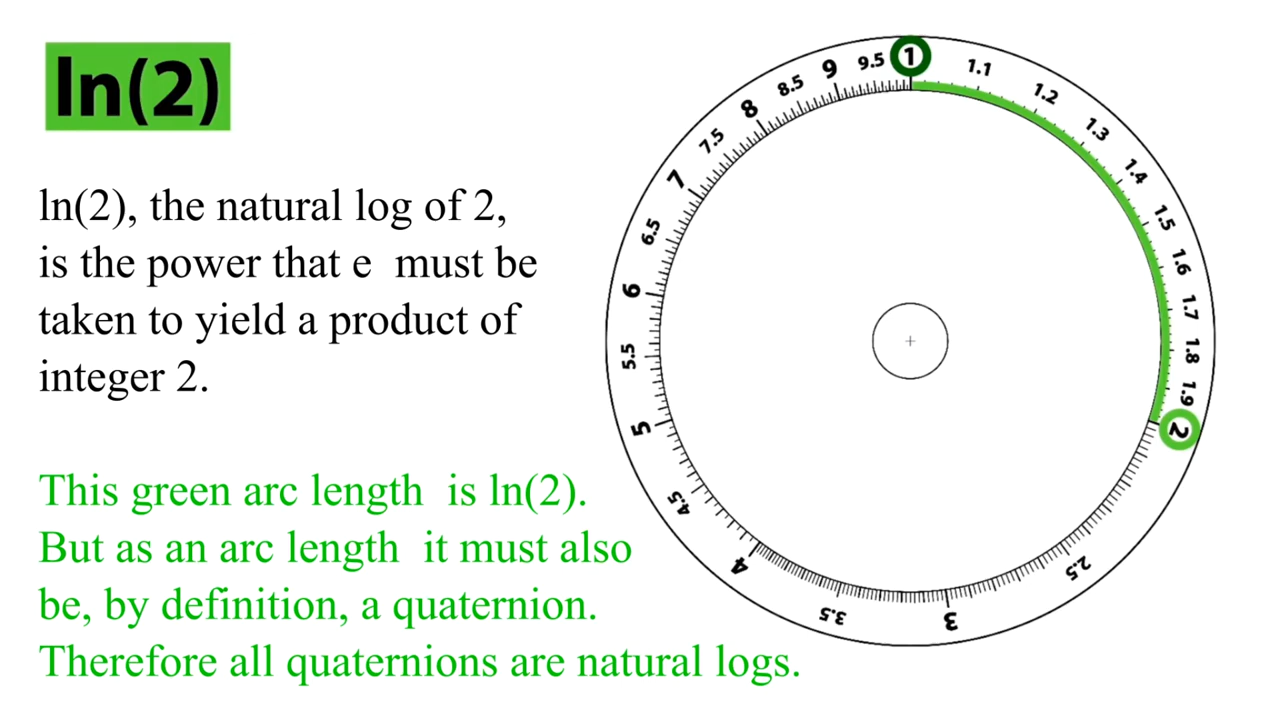 ln(2)
ln(2), the natural log of 2,
is the power that e must be
taken to yield a product of
integer 2.
This green arc length is ln(2).
But as an arc length it must also
be, by definition, a quaternion.
Therefore all quaternions are natural logs.
1
1.1
1.2
1.3
1.4
1.5
1.6
1.7
1.8
1.9
2
2.5
3
3.5
4
4.5
5
5.5
6
6.5
7
7.5
8
8.5
9
9.5